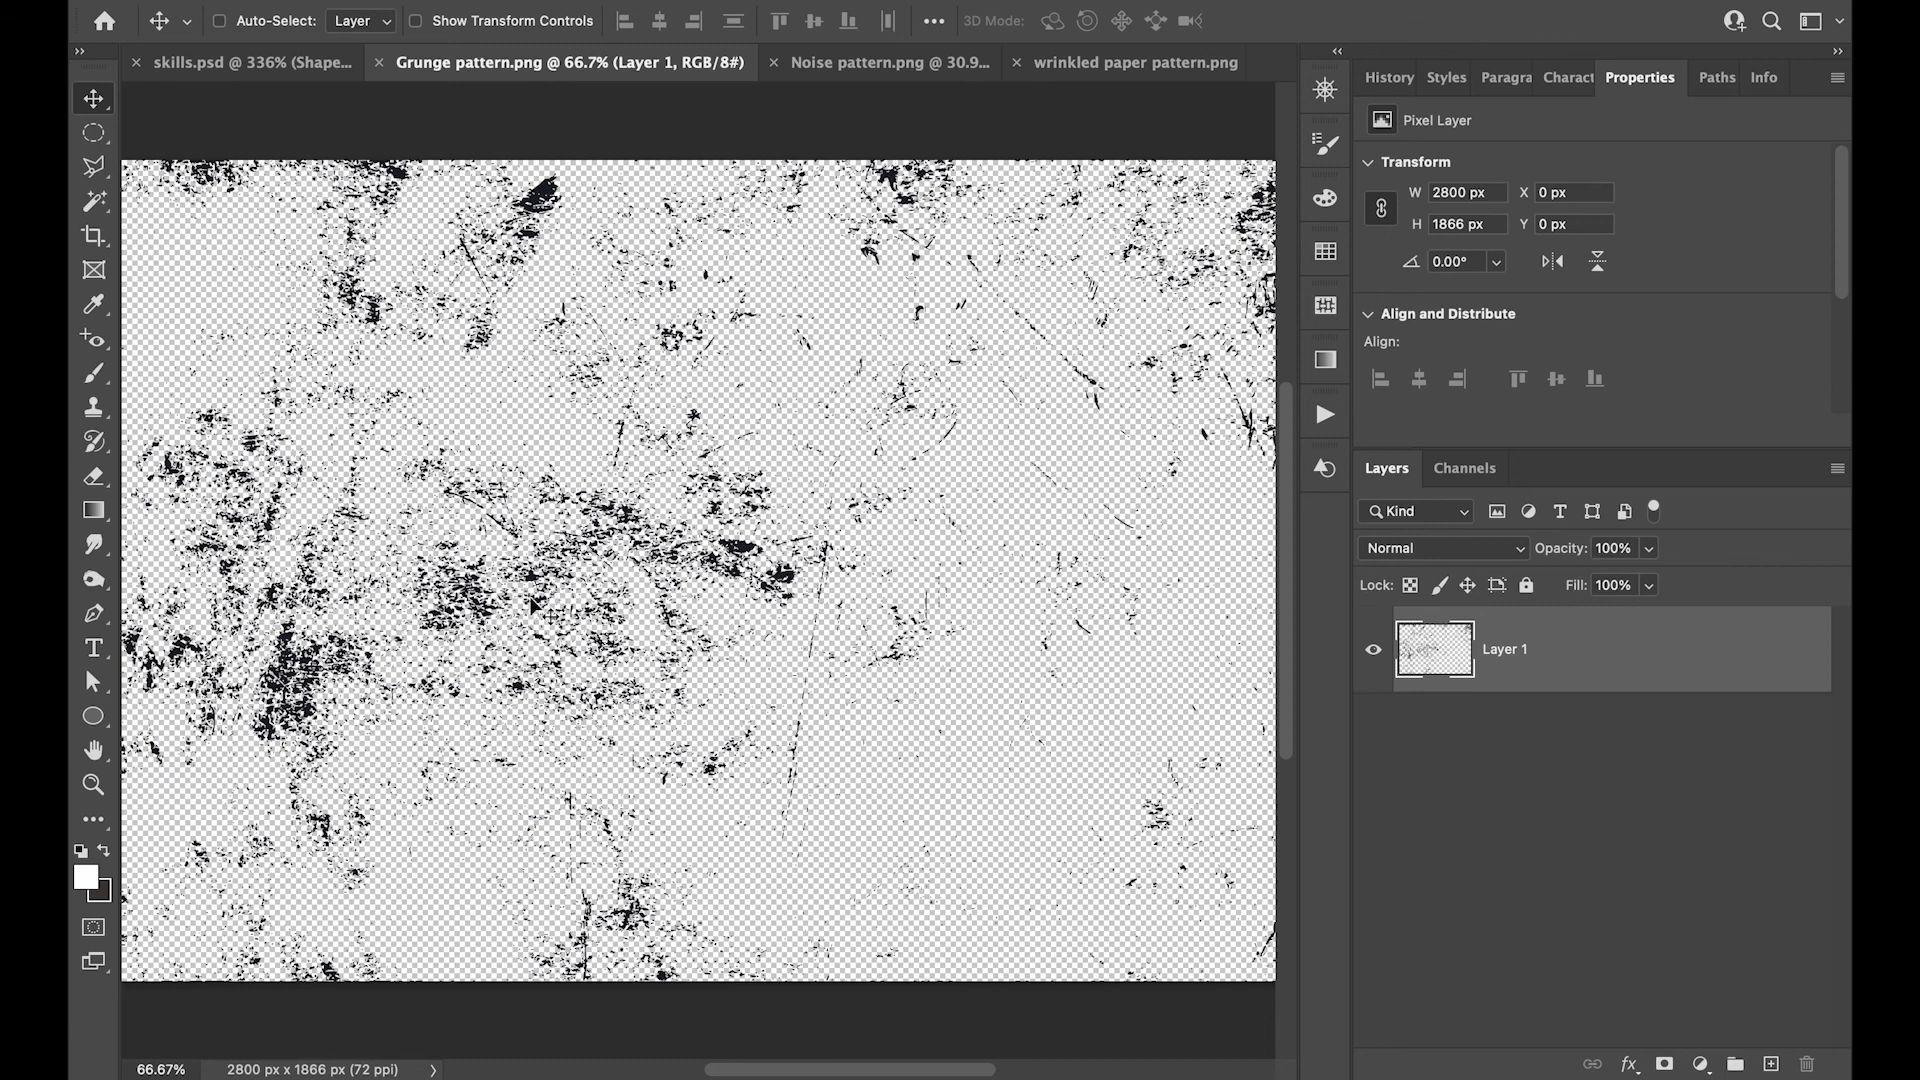 Auto-Select: Layer Show Transform Controls 3D Mode:
skills.psd @ 336% (Shape... Grunge pattern.png @ 66.7% (Layer 1, RGB/8#) Noise pattern.png @ 30.9... wrinkled paper pattern.png
History Styles Paragra Charact Properties Paths Info
Pixel Layer
Transform
W 2800 px X 0 px
H 1866 px Y 0 px
0.00°
Align and Distribute
Align:
Layers Channels
Kind
Normal Opacity: 100%
Lock: Fill: 100%
Layer 1
66.67% 2800 px x 1866 px (72 ppi)